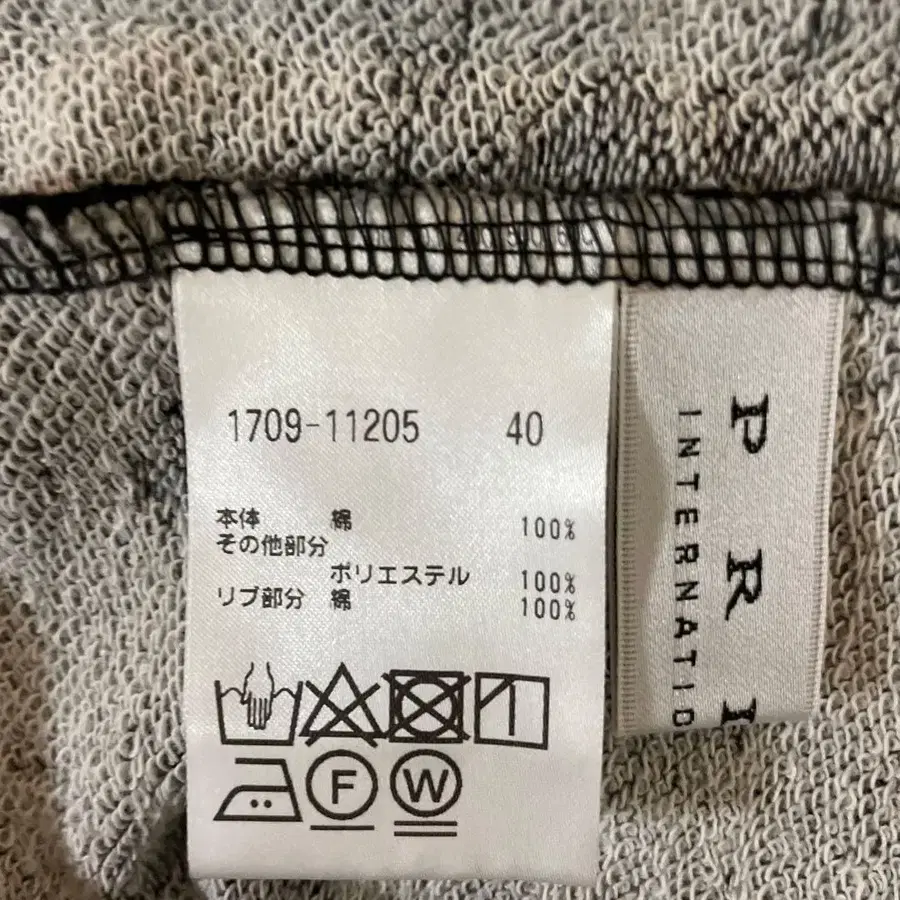 1709-11205 40
本体 綿 100%
その他部分
ポリエステル 100%
リブ部分 綿 100%
F W
P R
INTERNATIO